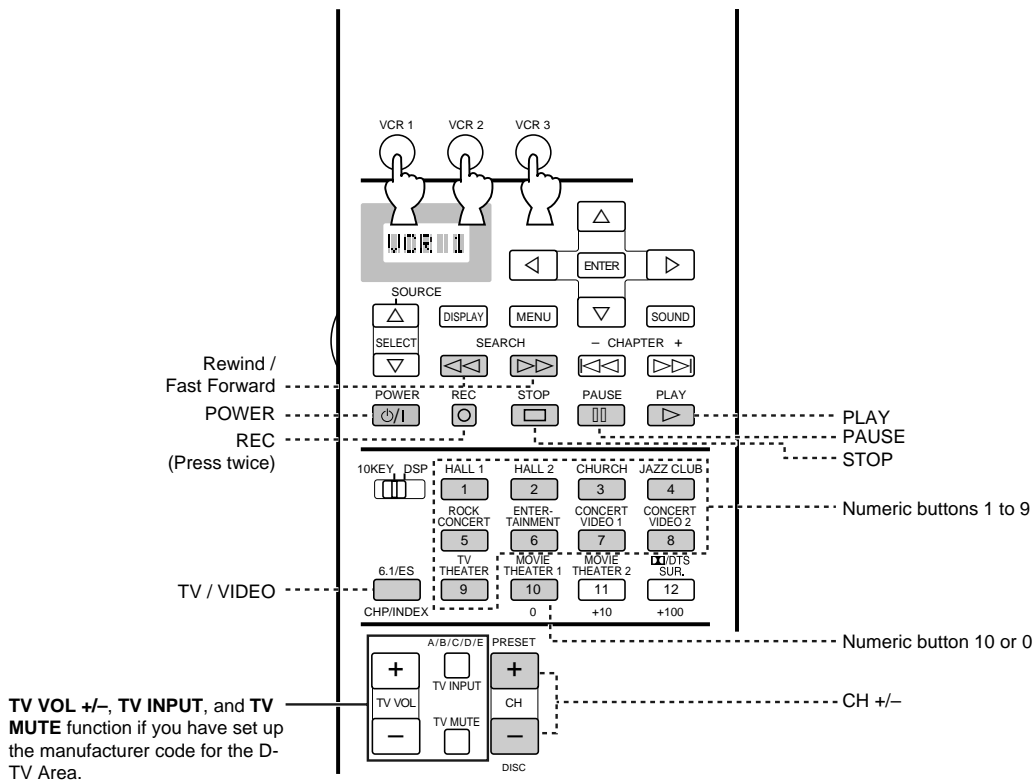 VCR 1 VCR 2 VCR 3
VCR 1
ENTER
SOURCE
DISPLAY MENU SOUND
SELECT SEARCH – CHAPTER +
Rewind /
Fast Forward
POWER REC STOP PAUSE PLAY
POWER
REC
(Press twice)
PLAY
PAUSE
STOP
10KEY DSP HALL 1 HALL 2 CHURCH JAZZ CLUB
1 2 3 4
ROCK CONCERT ENTER-TAINMENT CONCERT VIDEO 1 CONCERT VIDEO 2
5 6 7 8
Numeric buttons 1 to 9
TV THEATER MOVIE THEATER 1 MOVIE THEATER 2 /DTS SUR.
6.1/ES 9 10 11 12
TV / VIDEO
CHP/INDEX 0 +10 +100
Numeric button 10 or 0
A/B/C/D/E PRESET
+ TV INPUT +
TV VOL CH
CH +/–
– TV MUTE –
DISC
TV VOL +/–, TV INPUT, and TV
MUTE function if you have set up
the manufacturer code for the D-
TV Area.